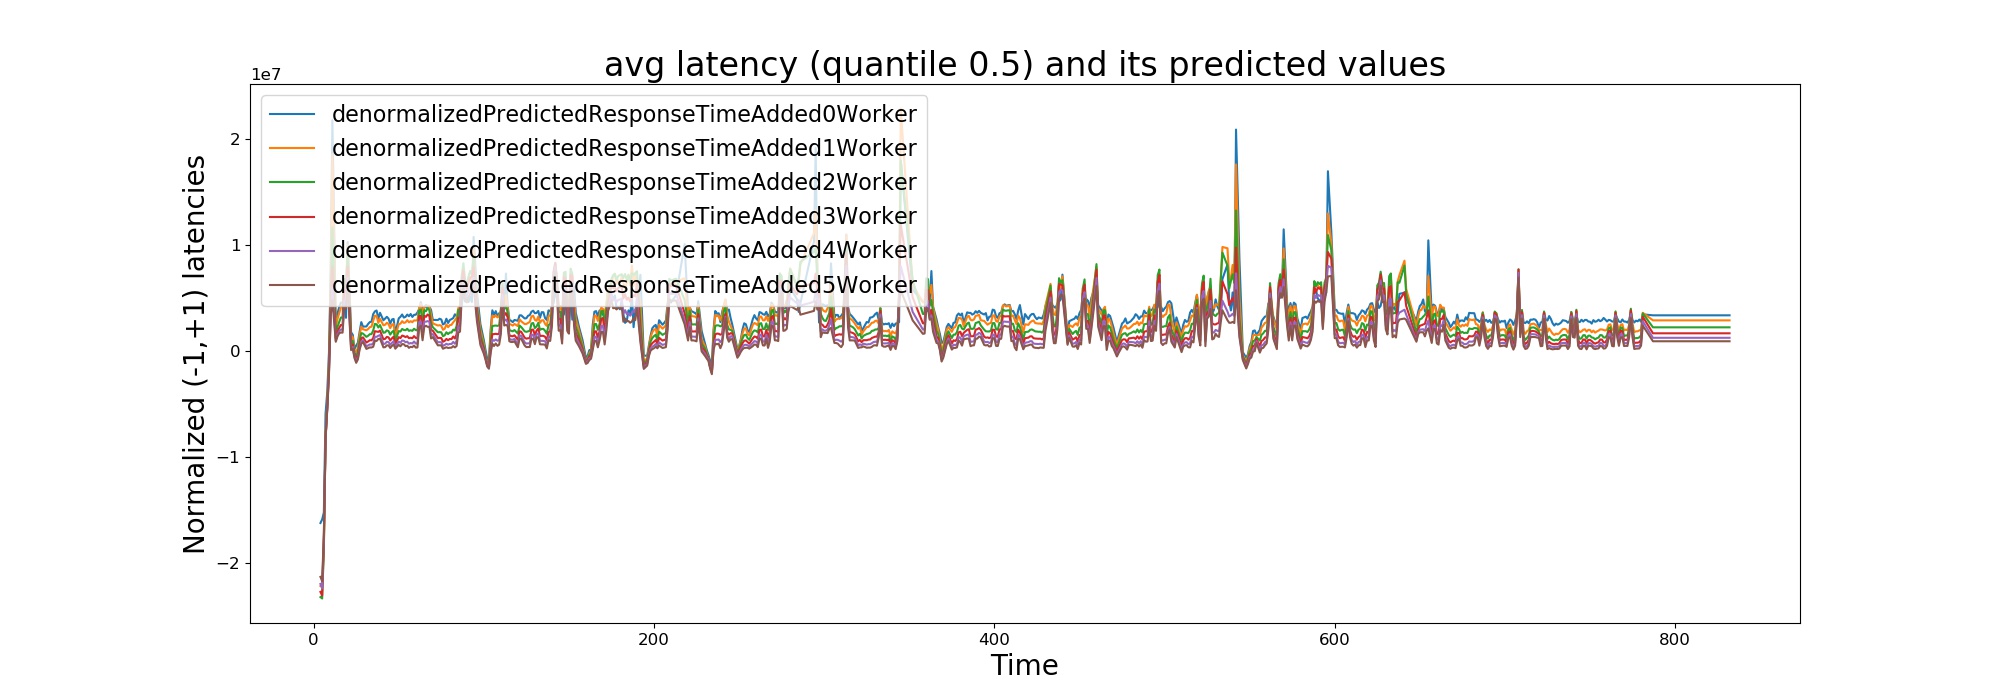 avg latency (quantile 0.5) and its predicted values
1e7
denormalizedPredictedResponseTimeAdded0Worker
denormalizedPredictedResponseTimeAdded1Worker
denormalizedPredictedResponseTimeAdded2Worker
denormalizedPredictedResponseTimeAdded3Worker
denormalizedPredictedResponseTimeAdded4Worker
denormalizedPredictedResponseTimeAdded5Worker
Normalized (-1,+1) latencies
2
1
0
−1
−2
0 200 400 600 800
Time